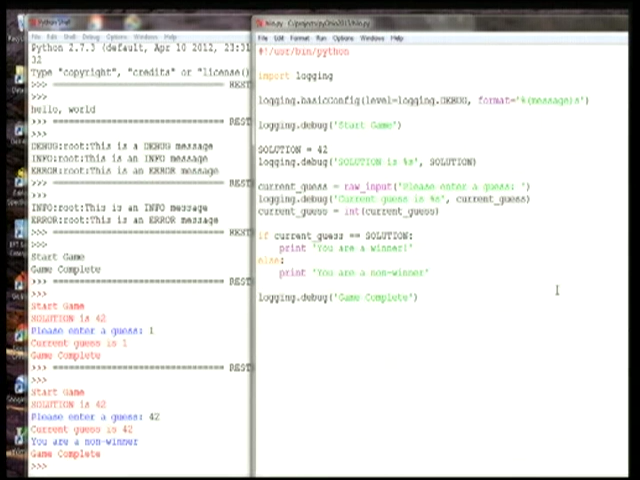 Python Shell
File Edit Shell Debug Options Windows Help
Python 2.7.3 (default, Apr 10 2012, 23:31
32
Type "copyright", "credits" or "license()
>>> ================================ REST
>>>
hello, world
>>> ================================ REST
>>>
DEBUG:root:This is a DEBUG message
INFO:root:This is an INFO message
ERROR:root:This is an ERROR message
>>> ================================ REST
>>>
INFO:root:This is an INFO message
ERROR:root:This is an ERROR message
>>> ================================ REST
>>>
Start Game
Game Complete
>>> ================================ REST
>>>
Start Game
SOLUTION is 42
Please enter a guess: 1
Current guess is 1
Game Complete
>>> ================================ REST
>>>
Start Game
SOLUTION is 42
Please enter a guess: 42
Current guess is 42
You are a non-winner
Game Complete
>>>
File Edit Format Run Options Windows Help
#!/usr/bin/python
import logging
logging.basicConfig(level=logging.DEBUG, format='%(message)s')
logging.debug('Start Game')
SOLUTION = 42
logging.debug('SOLUTION is %s', SOLUTION)
current_guess = raw_input('Please enter a guess: ')
logging.debug('Current guess is %s', current_guess)
current_guess = int(current_guess)
if current_guess == SOLUTION:
print 'You are a winner!'
else:
print 'You are a non-winner'
logging.debug('Game Complete')